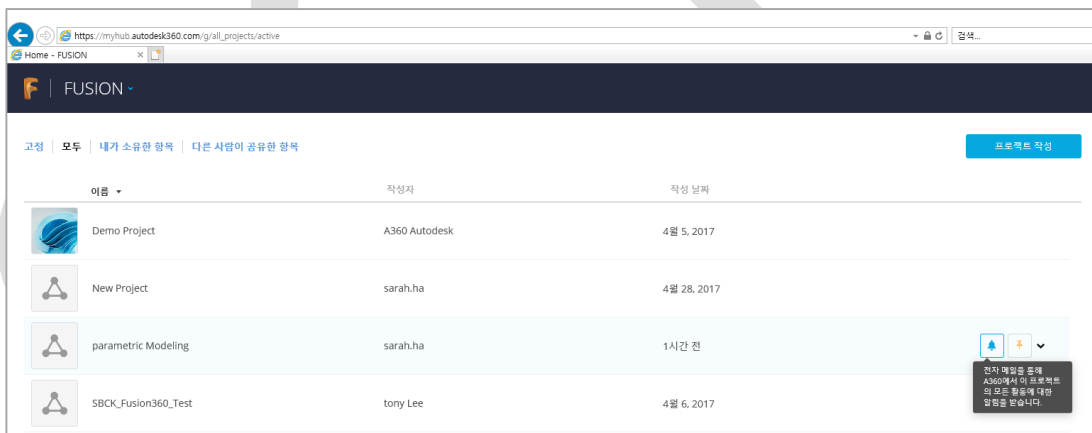 https://myhub.autodesk360.com/g/all_projects/active
검색...
Home - FUSION
FUSION
고정 모두 내가 소유한 항목 다른 사람이 공유한 항목
프로젝트 작성
이름 작성자 작성 날짜
Demo Project A360 Autodesk 4월 5, 2017
New Project sarah.ha 4월 28, 2017
parametric Modeling sarah.ha 1시간 전
전자 메일을 통해
A360에서 이 프로젝트
의 모든 활동에 대한
알림을 받습니다.
SBCK_Fusion360_Test tony Lee 4월 6, 2017